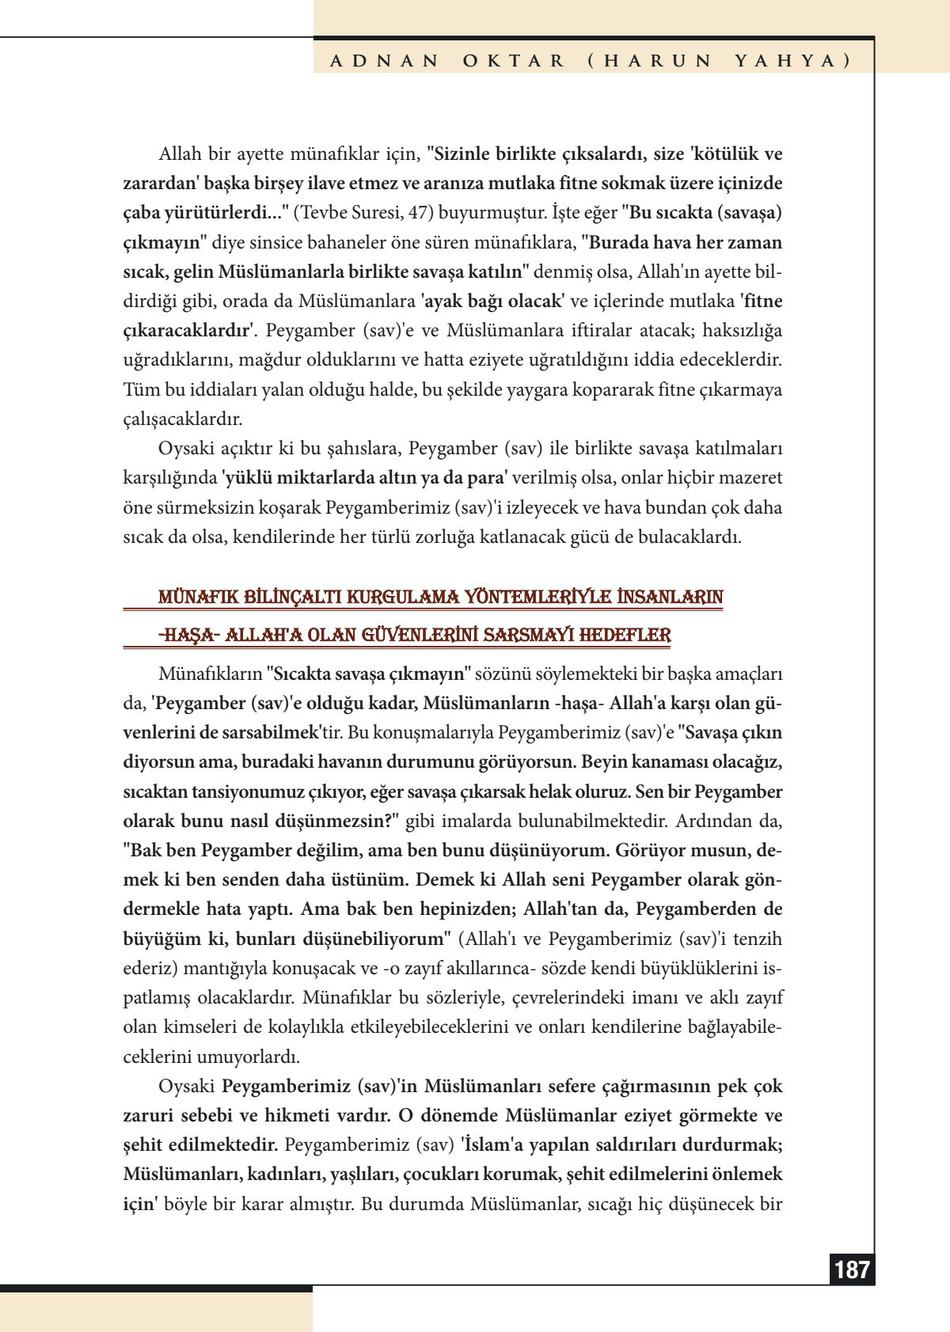 ADNAN OKTAR (HARUN YAHYA)
Allah bir ayette münafıklar için, "Sizinle birlikte çıksalardı, size 'kötülük ve
zarardan' başka birşey ilave etmez ve aranıza mutlaka fitne sokmak üzere içinizde
çaba yürütürlerdi..." (Tevbe Suresi, 47) buyurmuştur. İşte eğer "Bu sıcakta (savaşa)
çıkmayın" diye sinsice bahaneler öne süren münafıklara, "Burada hava her zaman
sıcak, gelin Müslümanlarla birlikte savaşa katılın" denmiş olsa, Allah'ın ayette bil-
dirdiği gibi, orada da Müslümanlara 'ayak bağı olacak' ve içlerinde mutlaka 'fitne
çıkaracaklardır'. Peygamber (sav)'e ve Müslümanlara iftiralar atacak; haksızlığa
uğradıklarını, mağdur olduklarını ve hatta eziyete uğratıldığını iddia edeceklerdir.
Tüm bu iddiaları yalan olduğu halde, bu şekilde yaygara kopararak fitne çıkarmaya
çalışacaklardır.
Oysaki açıktır ki bu şahıslara, Peygamber (sav) ile birlikte savaşa katılmaları
karşılığında 'yüklü miktarlarda altın ya da para' verilmiş olsa, onlar hiçbir mazeret
öne sürmeksizin koşarak Peygamberimiz (sav)'i izleyecek ve hava bundan çok daha
sıcak da olsa, kendilerinde her türlü zorluğa katlanacak gücü de bulacaklardı.
MÜNAFIK BİLİNÇALTI KURGULAMA YÖNTEMLERİYLE İNSANLARIN
-HAŞA- ALLAH'A OLAN GÜVENLERİNİ SARSMAYI HEDEFLER
Münafıkların "Sıcakta savaşa çıkmayın" sözünü söylemekteki bir başka amaçları
da, 'Peygamber (sav)'e olduğu kadar, Müslümanların -haşa- Allah'a karşı olan gü-
venlerini de sarsabilmek'tir. Bu konuşmalarıyla Peygamberimiz (sav)'e "Savaşa çıkın
diyorsun ama, buradaki havanın durumunu görüyorsun. Beyin kanaması olacağız,
sıcaktan tansiyonumuz çıkıyor, eğer savaşa çıkarsak helak oluruz. Sen bir Peygamber
olarak bunu nasıl düşünmezsin?" gibi imalarda bulunabilmektedir. Ardından da,
"Bak ben Peygamber değilim, ama ben bunu düşünüyorum. Görüyor musun, de-
mek ki ben senden daha üstünüm. Demek ki Allah seni Peygamber olarak gön-
dermekle hata yaptı. Ama bak ben hepinizden; Allah'tan da, Peygamberden de
büyüğüm ki, bunları düşünebiliyorum" (Allah'ı ve Peygamberimiz (sav)'i tenzih
ederiz) mantığıyla konuşacak ve -o zayıf akıllarınca- sözde kendi büyüklüklerini is-
patlamış olacaklardır. Münafıklar bu sözleriyle, çevrelerindeki imanı ve aklı zayıf
olan kimseleri de kolaylıkla etkileyebileceklerini ve onları kendilerine bağlayabile-
ceklerini umuyorlardı.
Oysaki Peygamberimiz (sav)'in Müslümanları sefere çağırmasının pek çok
zaruri sebebi ve hikmeti vardır. O dönemde Müslümanlar eziyet görmekte ve
şehit edilmektedir. Peygamberimiz (sav) 'İslam'a yapılan saldırıları durdurmak;
Müslümanları, kadınları, yaşlıları, çocukları korumak, şehit edilmelerini önlemek
için' böyle bir karar almıştır. Bu durumda Müslümanlar, sıcağı hiç düşünecek bir
187